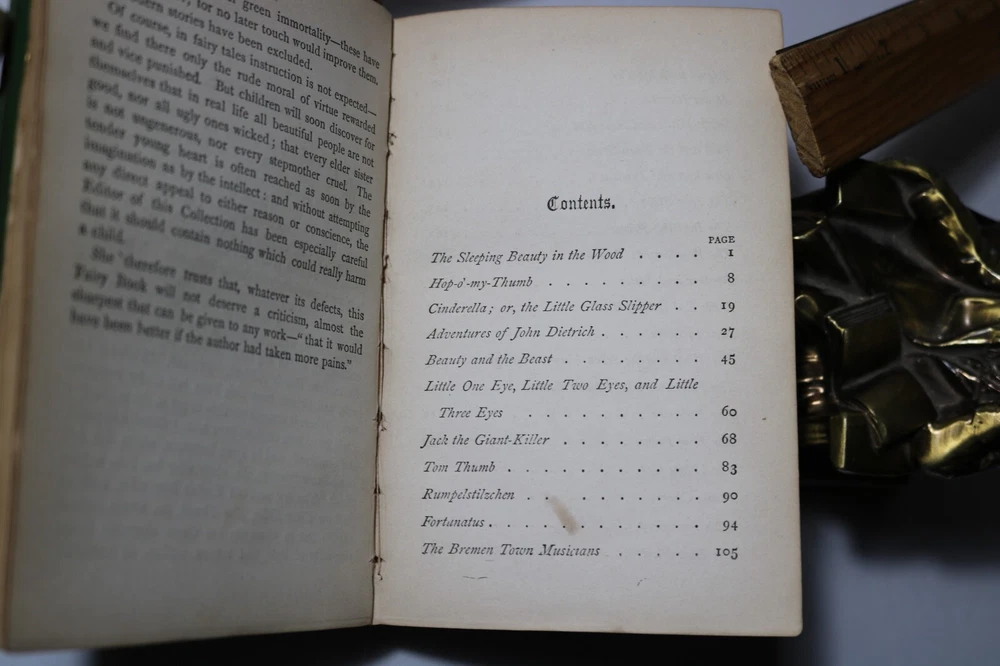 green immortality—these have
for no later touch would improve them.
stories have been excluded.
Of course, in fairy tales instruction is not expected—
we find there only the rude moral of virtue rewarded
and vice punished. But children will soon discover for
themselves that in real life all beautiful people are not
good, nor all ugly ones wicked; that every elder sister
is not ungenerous, nor every stepmother cruel. The
tender young heart is often reached as soon by the
imagination as by the intellect: and without attempting
any direct appeal to either reason or conscience, the
Editor of this Collection has been especially careful
that it should contain nothing which could really harm
a child.
She therefore trusts that, whatever its defects, this
Fairy Book will not deserve a criticism, almost the
sharpest that can be given to any work—“that it would
have been better if the author had taken more pains.”
Contents.
PAGE
The Sleeping Beauty in the Wood . . . . 1
Hop-o'-my-Thumb . . . . . . . . 8
Cinderella; or, the Little Glass Slipper . . 19
Adventures of John Dietrich . . . . . . 27
Beauty and the Beast . . . . . . . . 45
Little One Eye, Little Two Eyes, and Little
Three Eyes . . . . . . . . . . 60
Jack the Giant-Killer . . . . . . . . 68
Tom Thumb . . . . . . . . . . . 83
Rumpelstilzchen . . . . . . . . . . 90
Fortunatus . . . . . . . . . . . . 94
The Bremen Town Musicians . . . . . 105